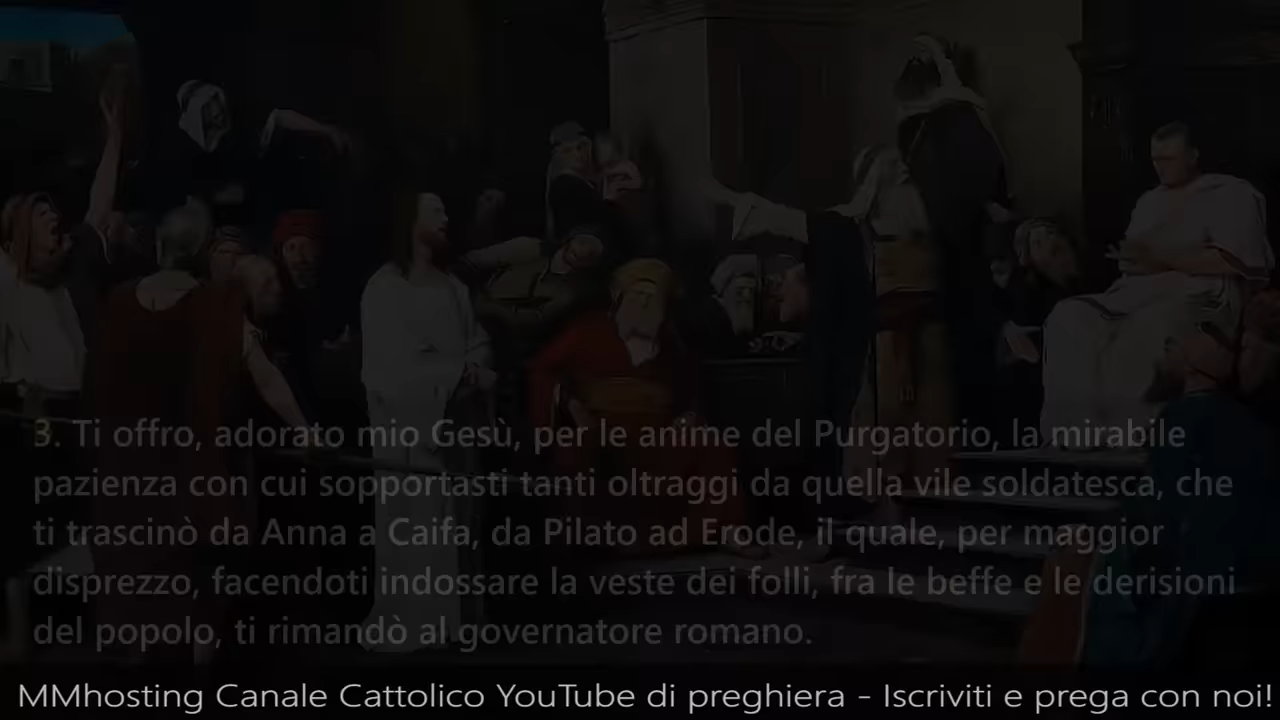 3. Ti offro, adorato mio Gesù, per le anime del Purgatorio, la mirabile
pazienza con cui sopportasti tanti oltraggi da quella vile soldatesca, che
ti trascinò da Anna a Caifa, da Pilato ad Erode, il quale, per maggior
disprezzo, facendoti indossare la veste dei folli, fra le beffe e le derisioni
del popolo, ti rimandò al governatore romano.
MMhosting Canale Cattolico YouTube di preghiera - Iscriviti e prega con noi!